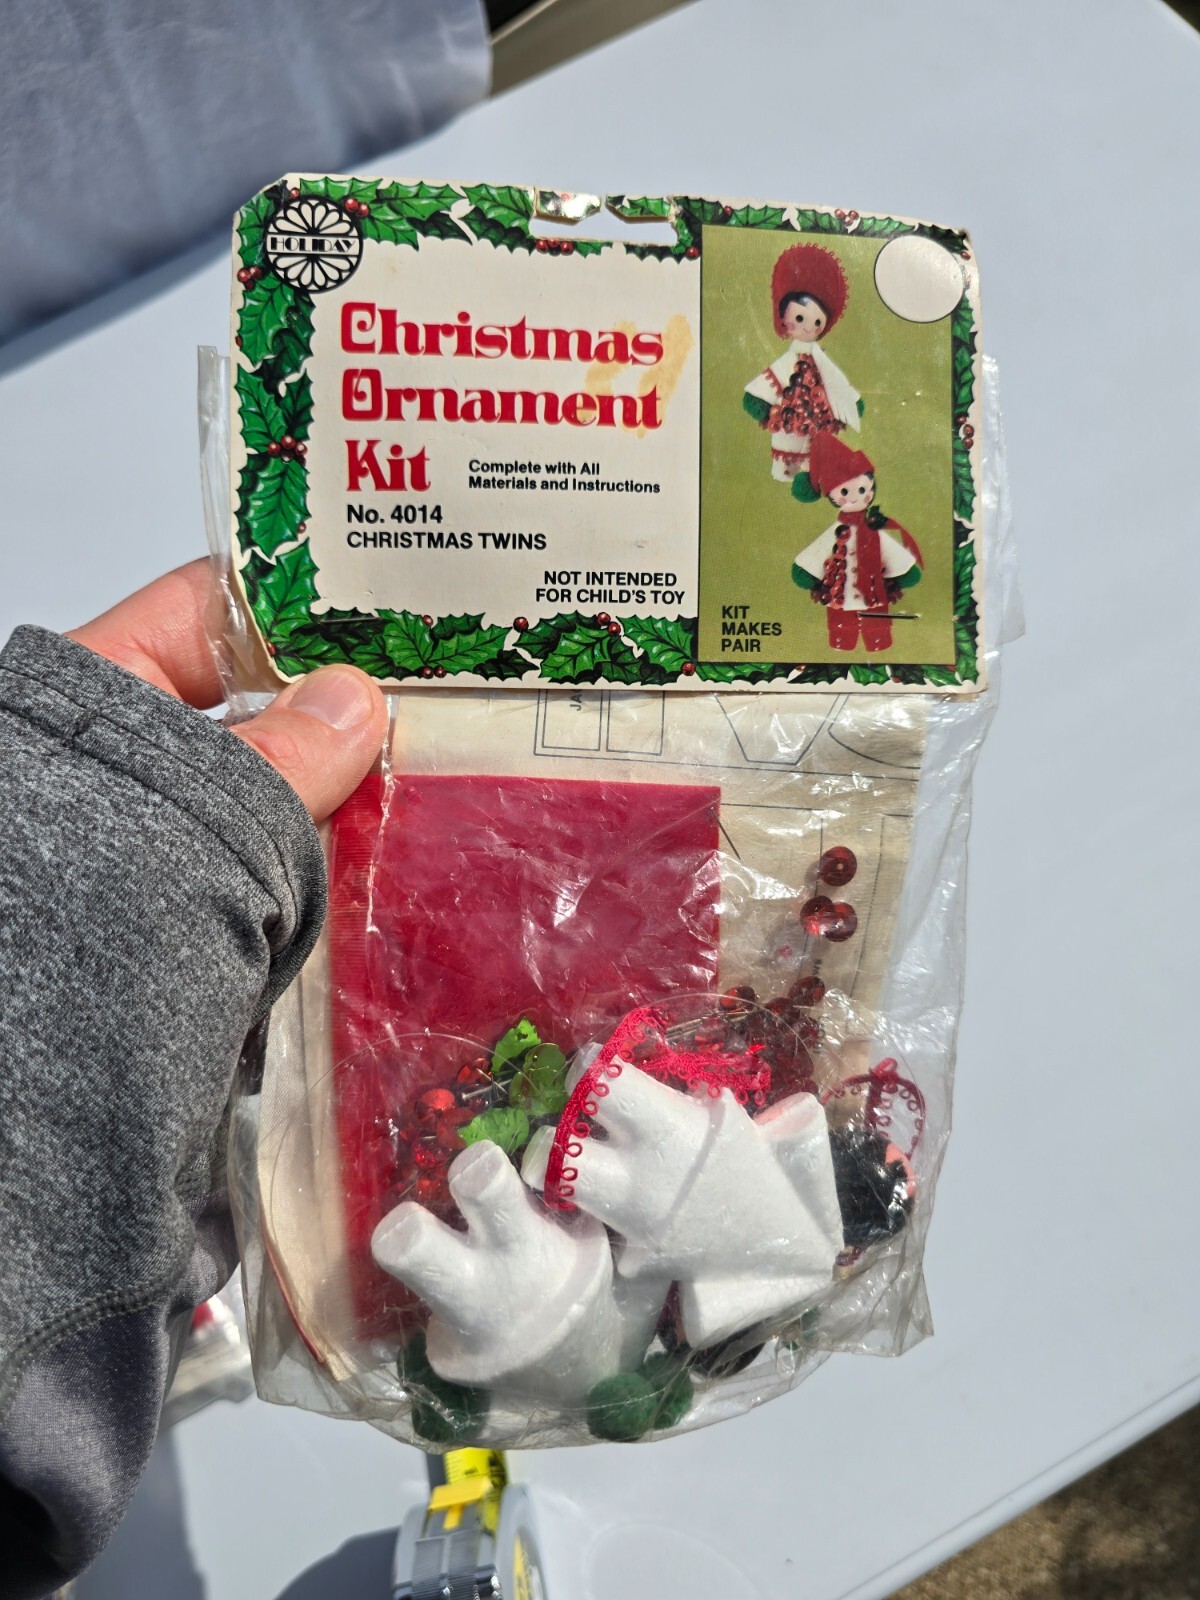 HOLIDAY
Christmas
Ornament
Kit
Complete with All
Materials and Instructions
No. 4014
CHRISTMAS TWINS
NOT INTENDED
FOR CHILD'S TOY
KIT
MAKES
PAIR
JA